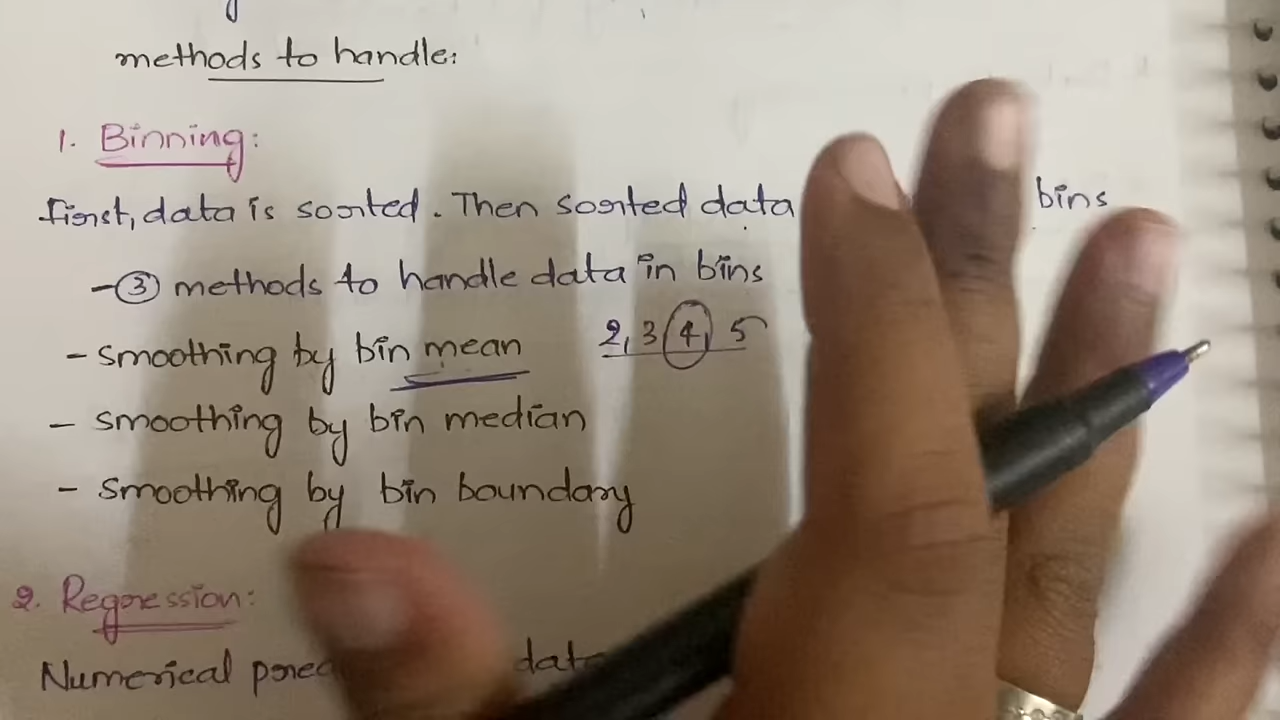 methods to handle:
1. Binning:
first, data is sorted. Then sorted data bins
- ③ methods to handle data in bins
- smoothing by bin mean 2, 3, 4, 5
- smoothing by bin median
- smoothing by bin boundary
2. Regression:
Numerical